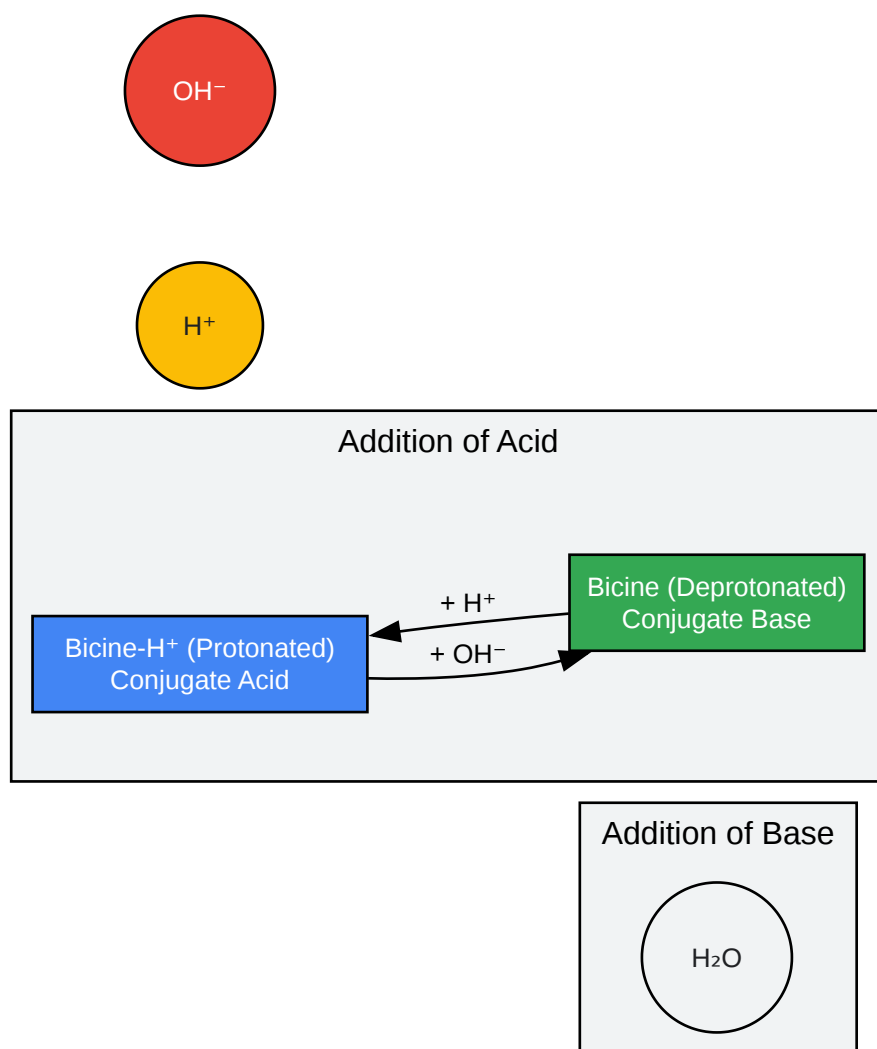 OH⁻
H⁺
Addition of Acid
+ H⁺
Bicine (Deprotonated)
Conjugate Base
Bicine-H⁺ (Protonated)
Conjugate Acid
+ OH⁻
Addition of Base
H₂O